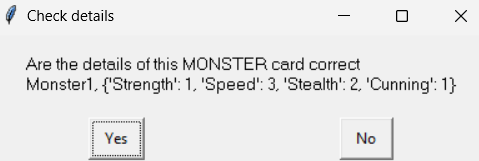 Check details
Are the details of this MONSTER card correct
Monster1, {'Strength': 1, 'Speed': 3, 'Stealth': 2, 'Cunning': 1}
Yes No